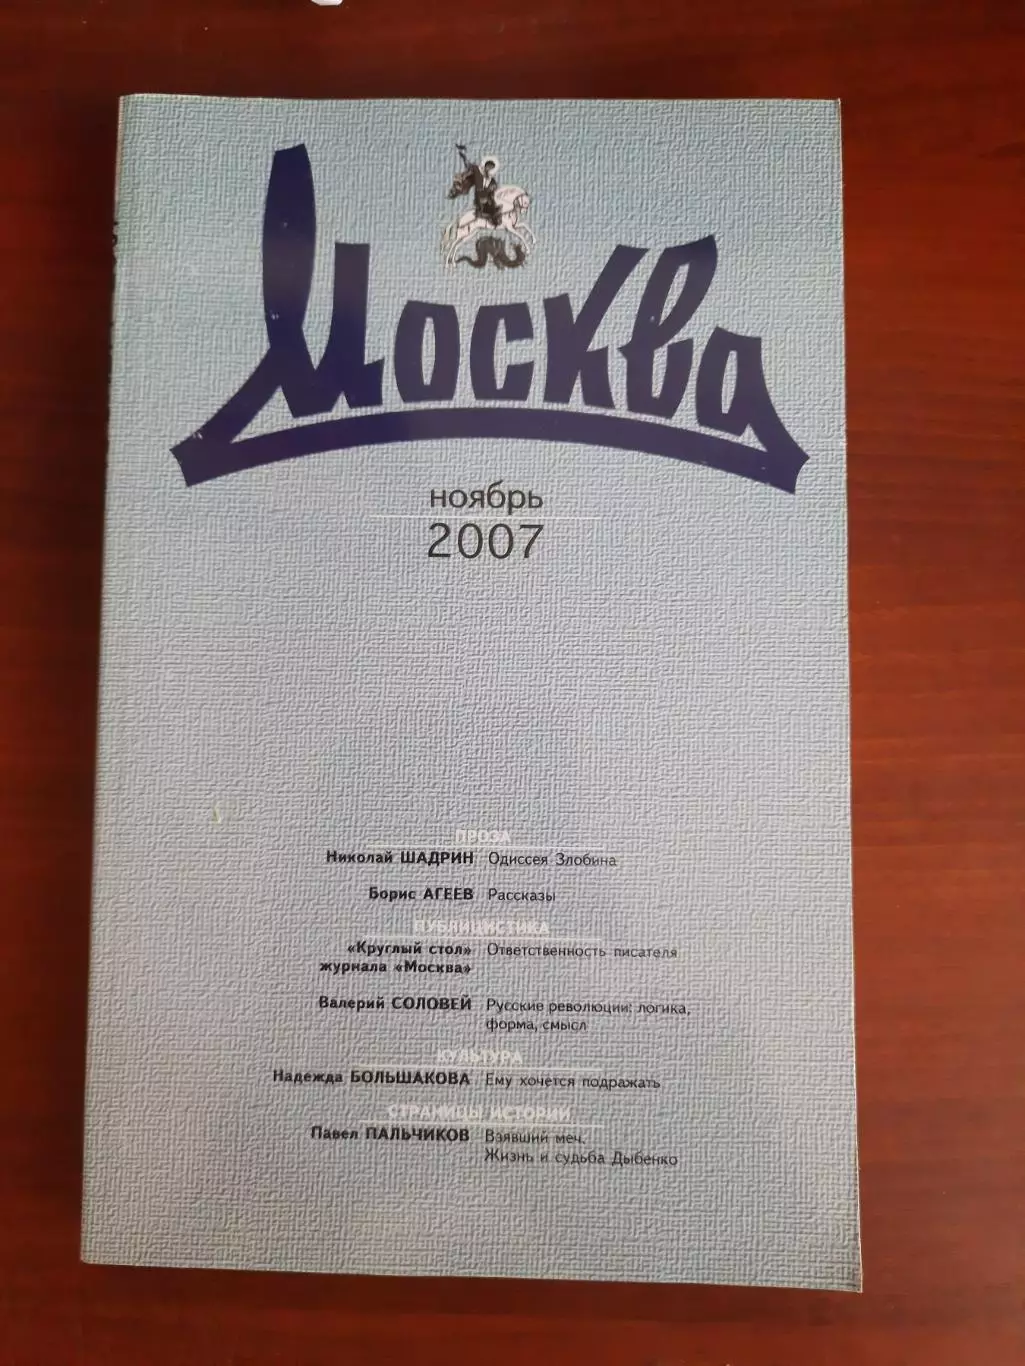 Москва
ноябрь
2007
ПРОЗА
Николай ШАДРИН Одиссея Злобина
Борис АГЕЕВ Рассказы
ПУБЛИЦИСТИКА
«Круглый стол» Ответственность писателя
журнала «Москва»
Валерий СОЛОВЕЙ Русские революции: логика,
форма, смысл
КУЛЬТУРА
Надежда БОЛЬШАКОВА Ему хочется подражать
СТРАНИЦЫ ИСТОРИИ
Павел ПАЛЬЧИКОВ Взявший меч.
Жизнь и судьба Дыбенко